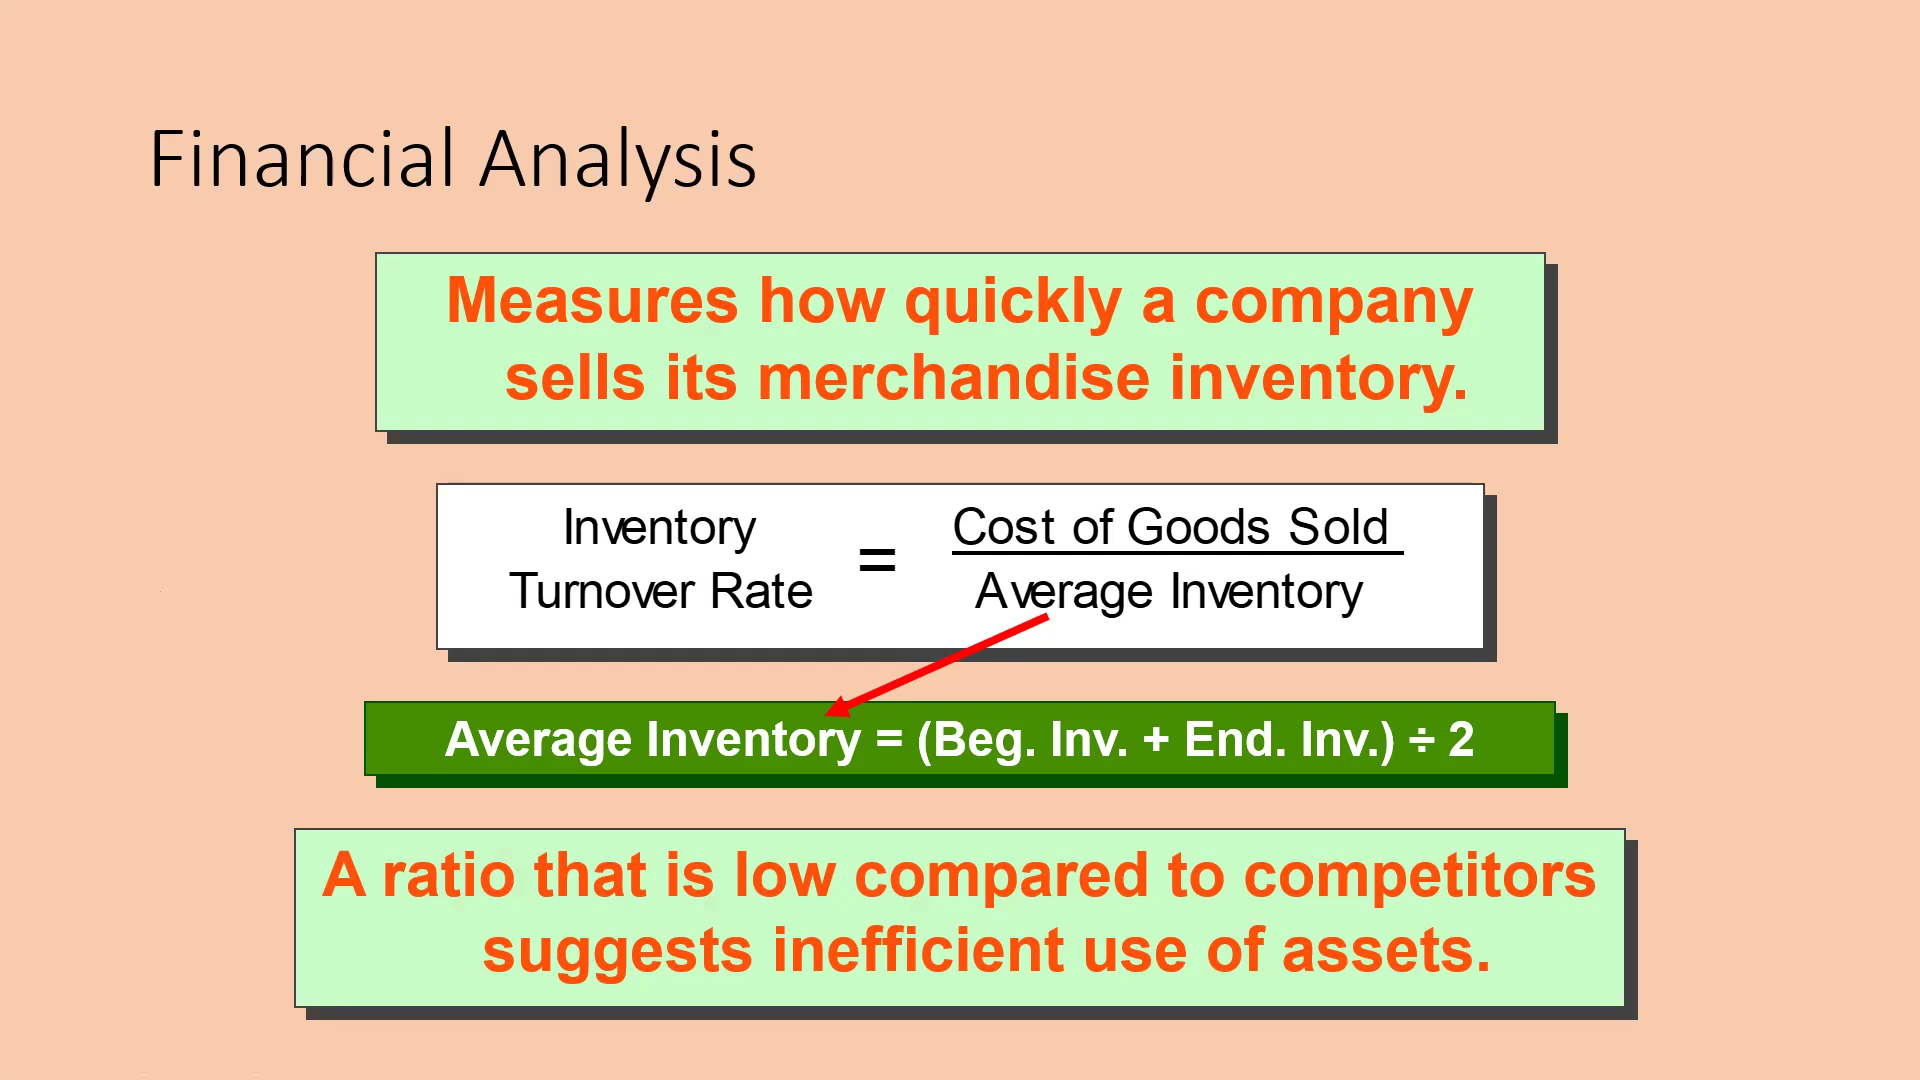 Financial Analysis
Measures how quickly a company
sells its merchandise inventory.
Inventory
Turnover Rate
=
Cost of Goods Sold
Average Inventory
Average Inventory = (Beg. Inv. + End. Inv.) ÷ 2
A ratio that is low compared to competitors
suggests inefficient use of assets.